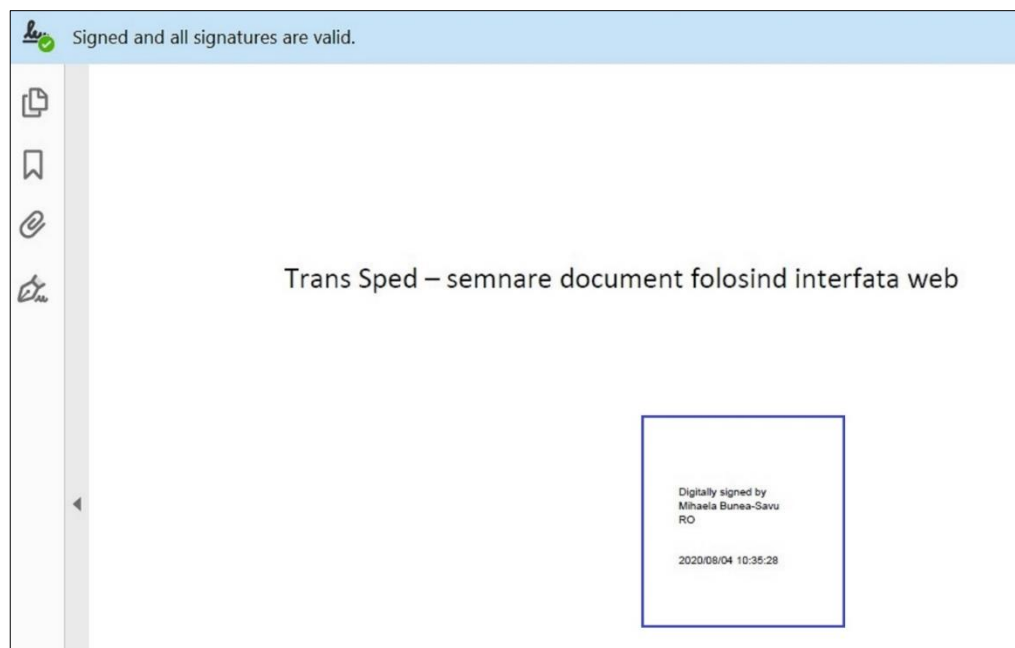 Signed and all signatures are valid.
Trans Sped – semnare document folosind interfata web
Digitally signed by
Mihaela Bunea-Savu
RO
2020/08/04 10:35:28